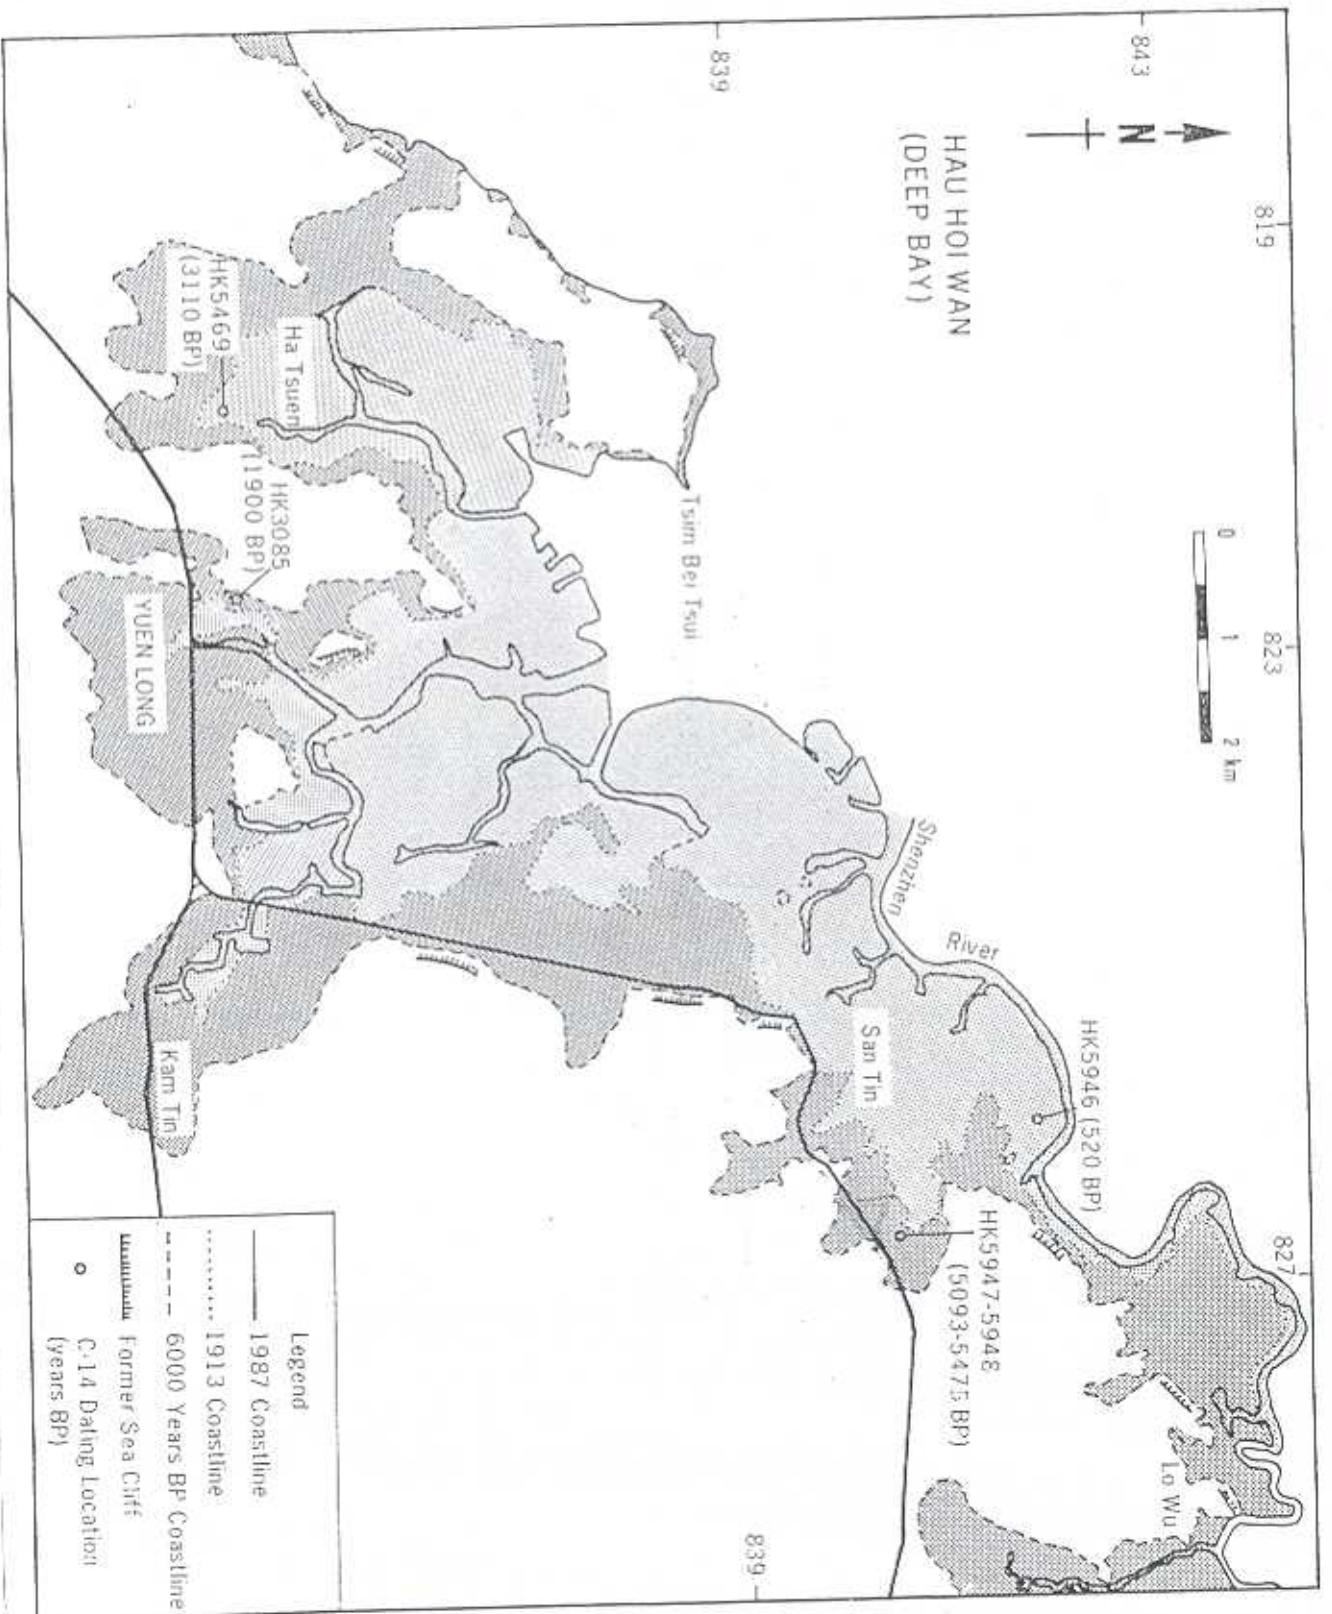 843
839
N
HAU HOI WAN
(DEEP BAY)
819
0 1 2 km
823
827
Tsim Bei Tsui
Shenzhen
River
HK5946 (520 BP)
San Tin
HK5947-5948
(5093-5475 BP)
Lo Wu
HK5469
(3110 BP)
Ha Tsuen
HK3085
(1900 BP)
YUEN LONG
Kam Tin
839
Legend
1987 Coastline
1913 Coastline
6000 Years BP Coastline
Former Sea Cliff
C-14 Dating Location
(years BP)